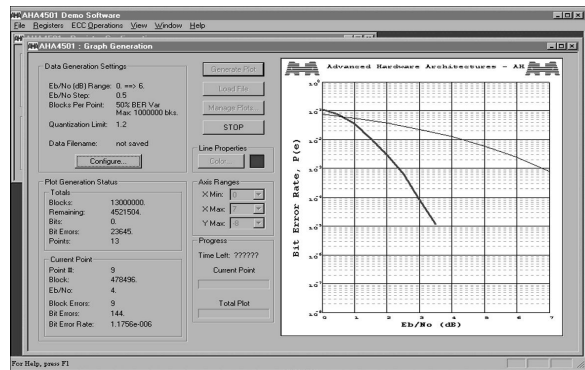 AHA4501 Demo Software
File Registers ECC Operations View Window Help
AHA4501 : Graph Generation
Data Generation Settings
Eb/No (dB) Range: 0. ==> 6.
Eb/No Step: 0.5
Blocks Per Point: 50% BER Var
Max 1000000 bks.
Quantization Limit: 1.2
Data Filename: not saved
Configure...
Plot Generation Status
Totals
Blocks: 13000000.
Remaining: 4521504.
Bits: 0.
Bit Errors: 23645.
Points: 13
Current Point
Point #: 9
Block: 478496.
Eb/No: 4.
Block Errors: 9
Bit Errors: 144.
Bit Error Rate: 1.1756e-006
Generate Plot
Load File
Manage Plots...
STOP
Line Properties
Color...
Axis Ranges
X Min: 0
X Max: 7
Y Max: -8
Progress
Time Left: ??????
Current Point
Total Plot
Advanced Hardware Architectures - AH
Bit Error Rate, P(e)
0 1 2 3 4 5 6 7
Eb/No (dB)
For Help, press F1